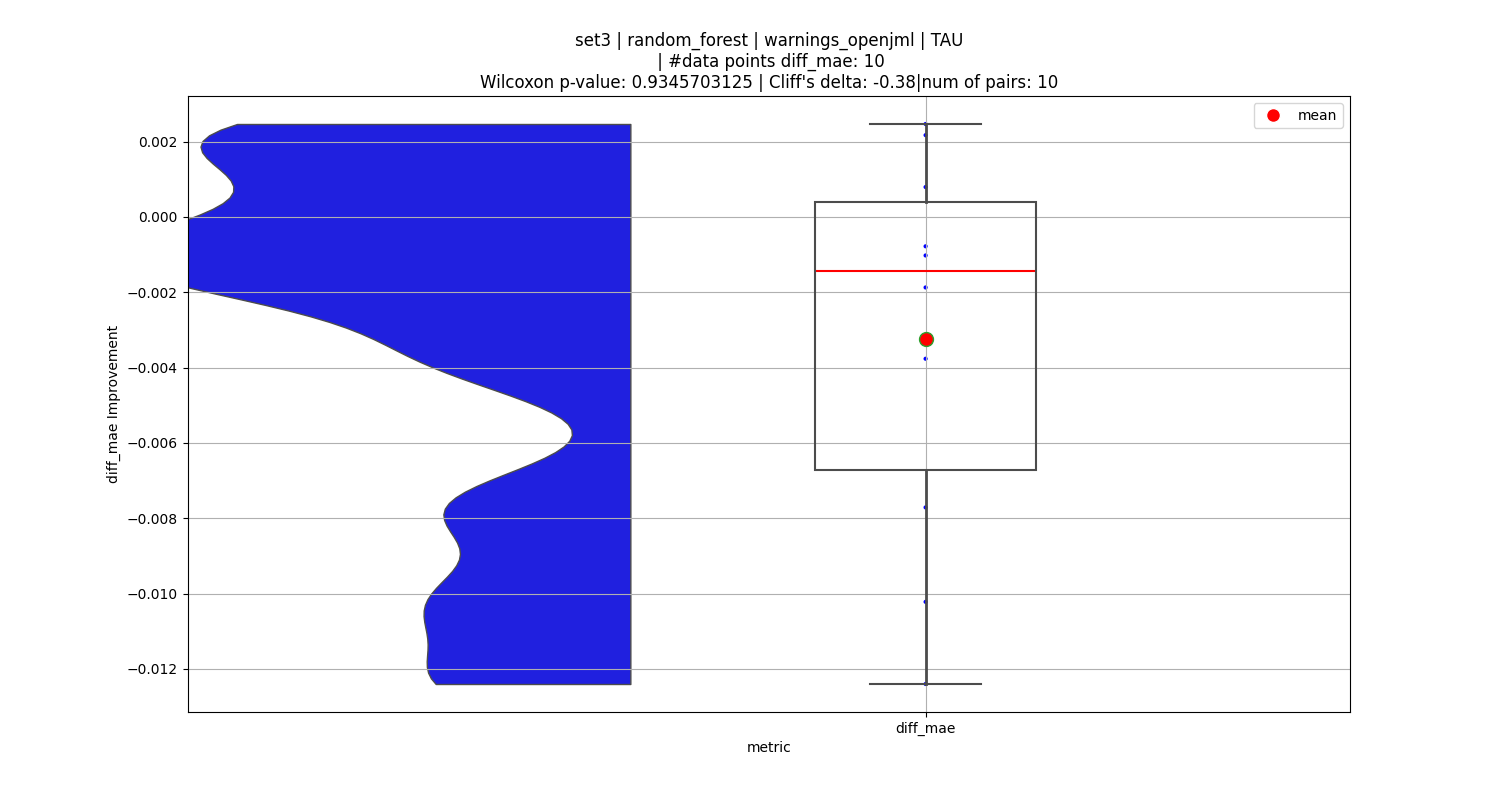 set3 | random_forest | warnings_openjml | TAU
| #data points diff_mae: 10
Wilcoxon p-value: 0.9345703125 | Cliff's delta: -0.38|num of pairs: 10
mean
0.002
0.000
−0.002
−0.004
−0.006
−0.008
−0.010
−0.012
diff_mae Improvement
diff_mae
metric